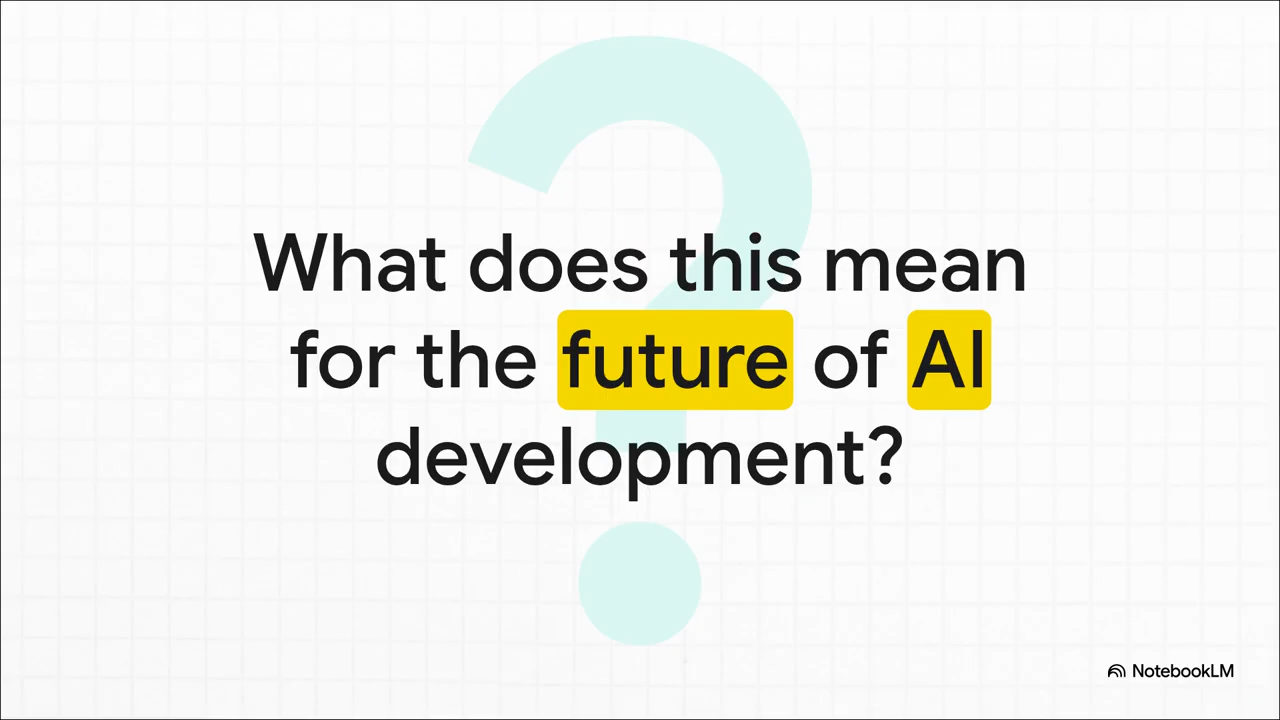 What does this mean
for the future of AI
development?
NotebookLM